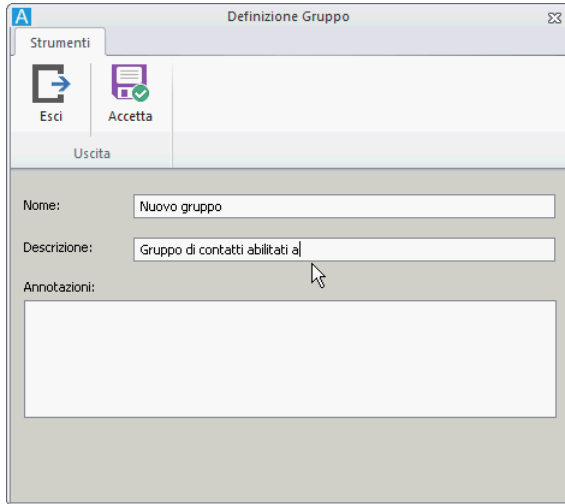 A
Definizione Gruppo
Strumenti
Esci
Accetta
Uscita
Nome:
Nuovo gruppo
Descrizione:
Gruppo di contatti abilitati a
Annotazioni: